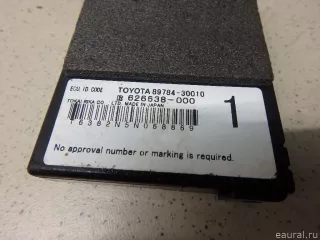 ECU ID CODE TOYOTA 89784-30010
626638-000
TOKAI RIKA CO., LTD. MADE IN JAPAN
1
16382N5N068869
No approval number or marking is required.
eaural.ru